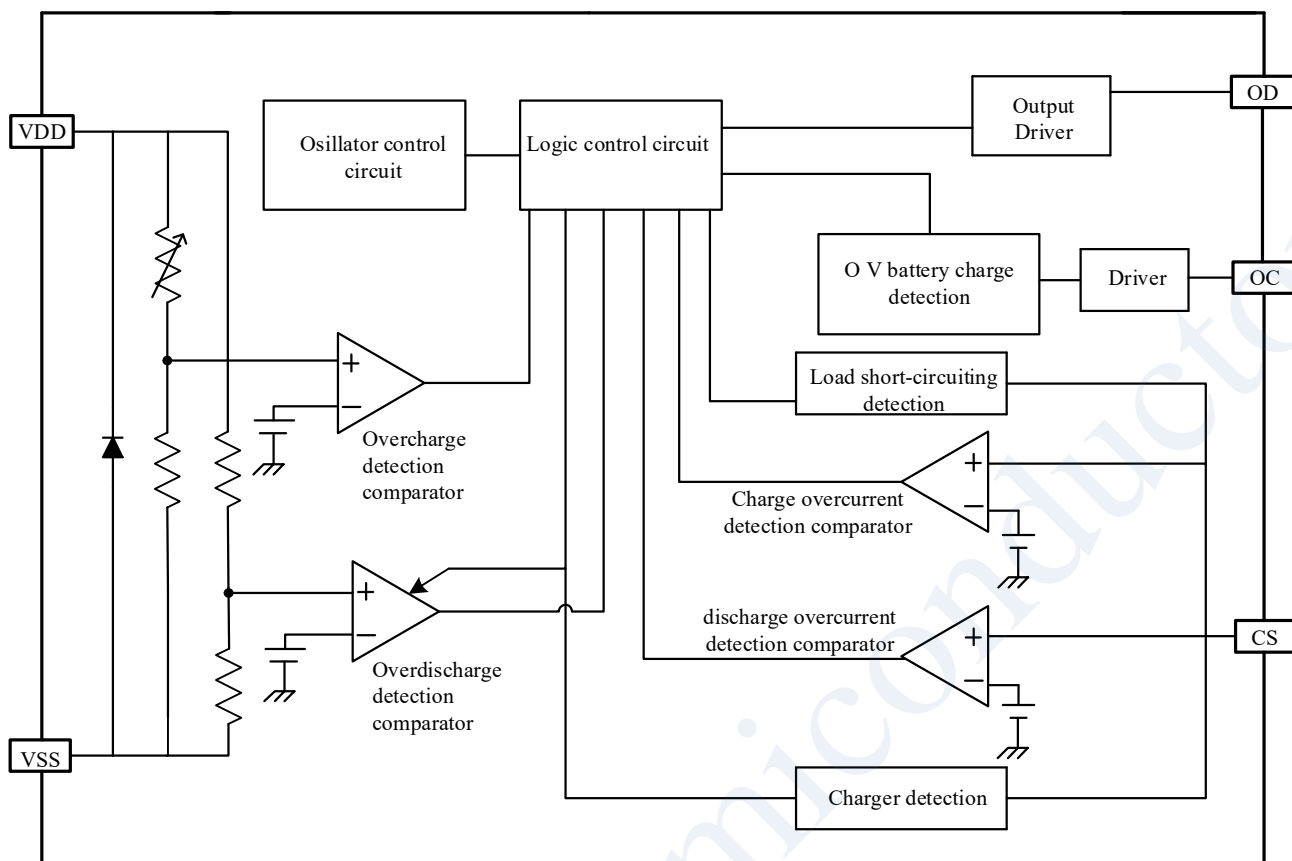 VDD
VSS
OD
OC
CS
Osillator control
circuit
Logic control circuit
Output
Driver
O V battery charge
detection
Driver
Load short-circuiting
detection
+
−
Overcharge
detection
comparator
+
−
Charge overcurrent
detection comparator
+
−
Overdischarge
detection
comparator
+
−
discharge overcurrent
detection comparator
Charger detection
miconductor